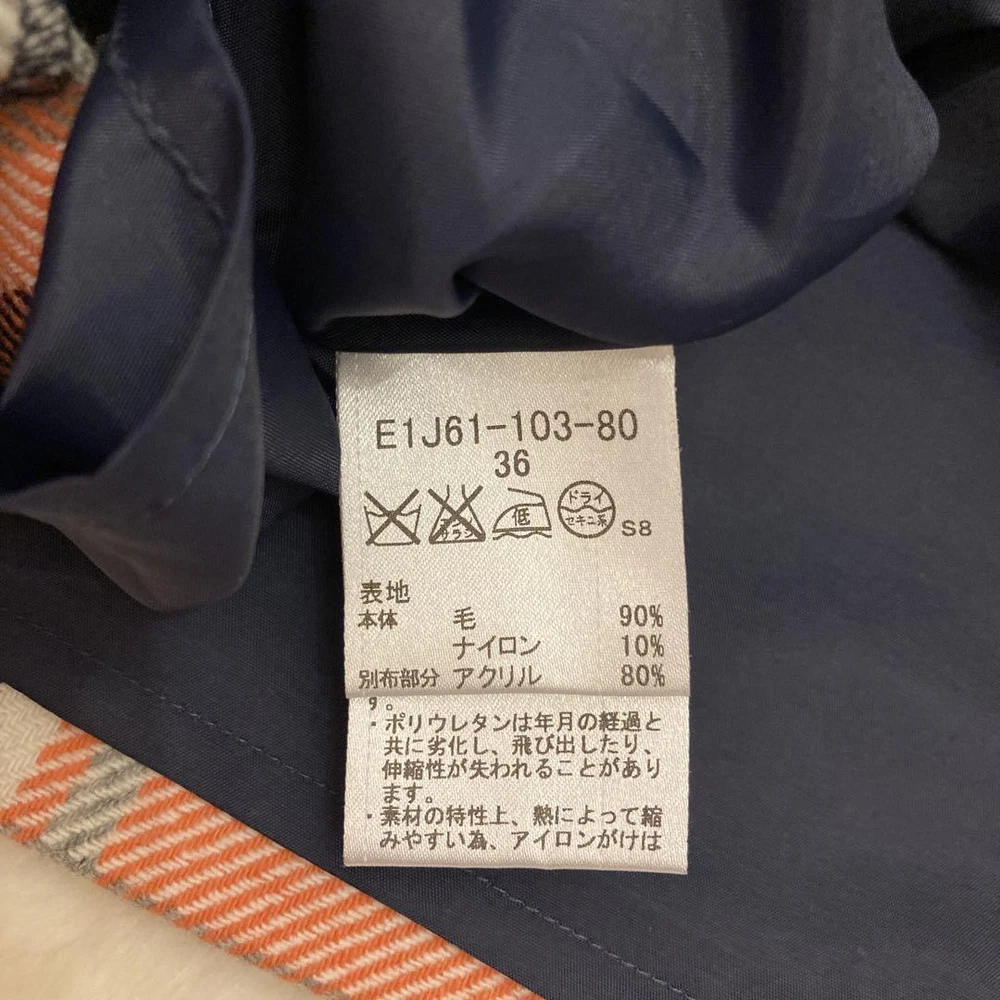 E1J61-103-80
36
低
ドライ
セキユ系
S8
表地
本体 毛 90%
ナイロン 10%
別布部分 アクリル 80%
す。
・ポリウレタンは年月の経過と
共に劣化し、飛び出したり、
伸縮性が失われることがあり
ます。
・素材の特性上、熱によって縮
みやすい為、アイロンがけは